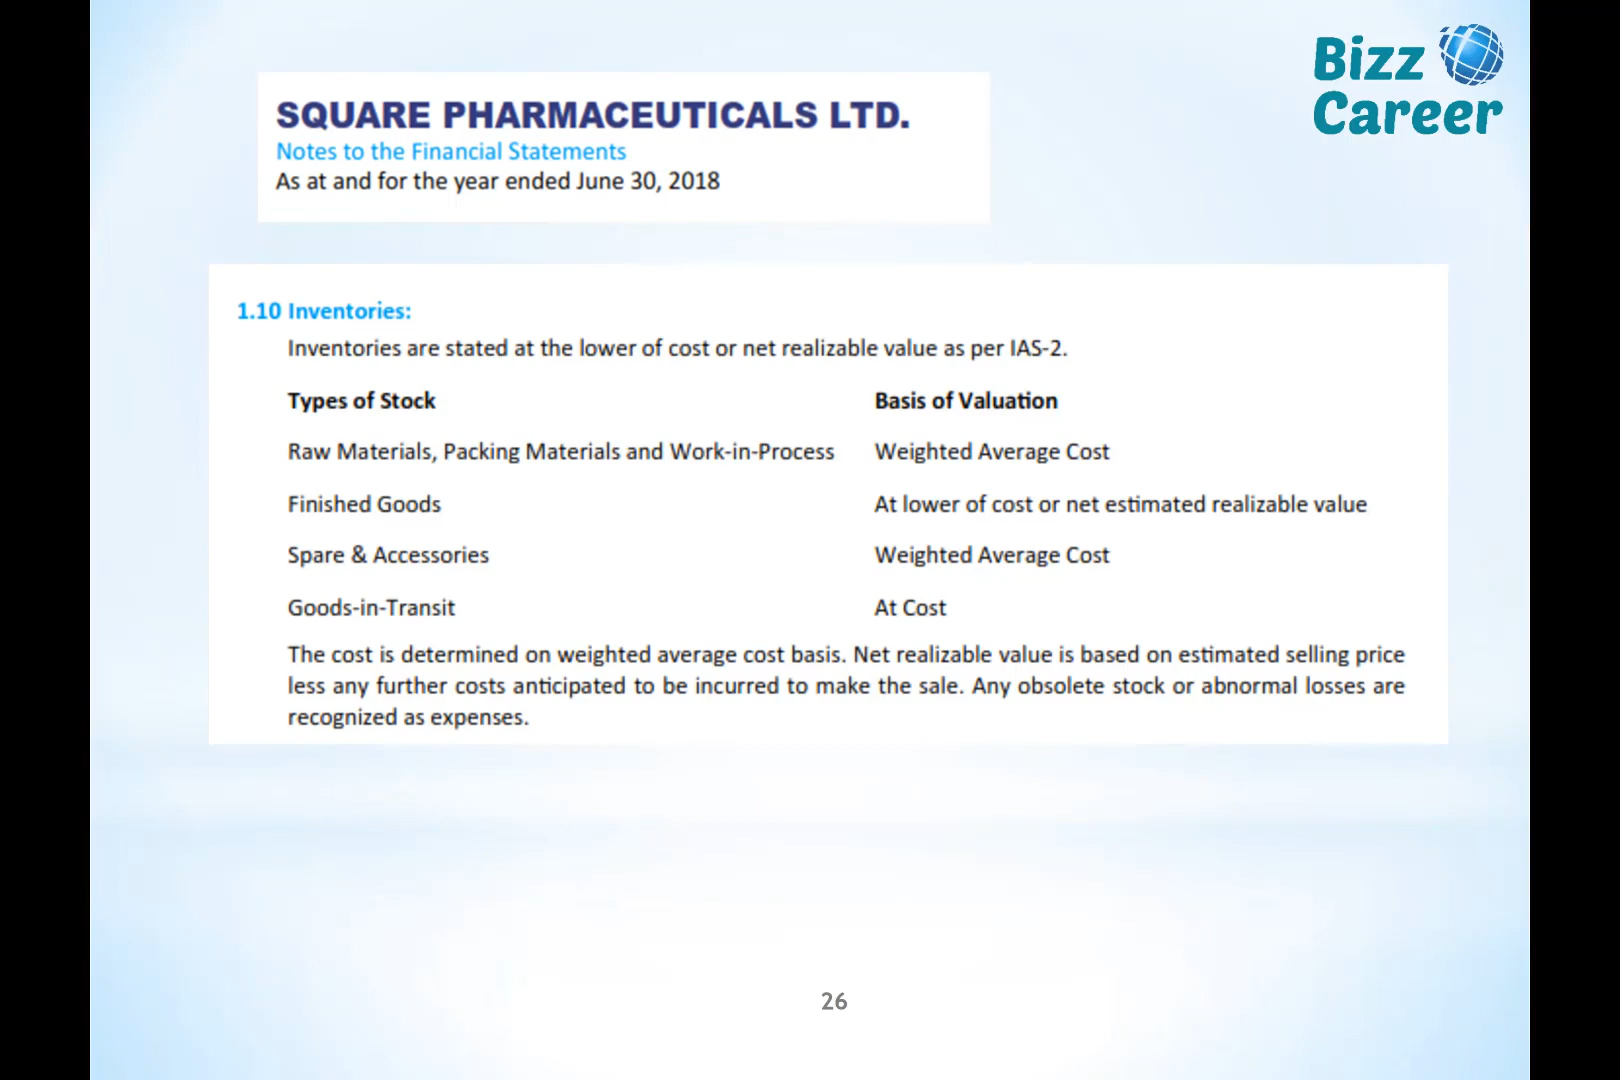 Bizz
Career
SQUARE PHARMACEUTICALS LTD.
Notes to the Financial Statements
As at and for the year ended June 30, 2018
1.10 Inventories:
Inventories are stated at the lower of cost or net realizable value as per IAS-2.
Types of Stock Basis of Valuation
Raw Materials, Packing Materials and Work-in-Process Weighted Average Cost
Finished Goods At lower of cost or net estimated realizable value
Spare & Accessories Weighted Average Cost
Goods-in-Transit At Cost
The cost is determined on weighted average cost basis. Net realizable value is based on estimated selling price
less any further costs anticipated to be incurred to make the sale. Any obsolete stock or abnormal losses are
recognized as expenses.
26